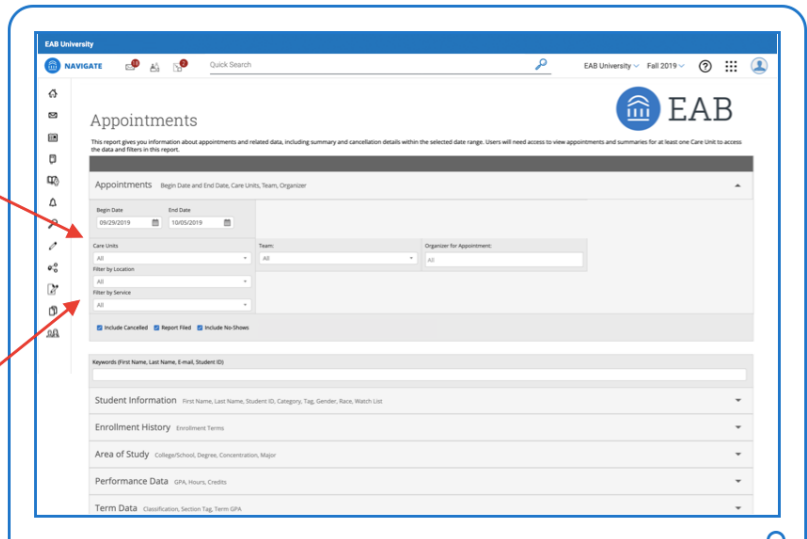 EAB University
NAVIGATE
Quick Search
EAB University
Fall 2019
EAB
Appointments
This report gives you information about appointments and related data, including summary and cancellation details within the selected date range. Users will need access to view appointments and summaries for at least one Care Unit to access
the data and filters in this report.
Appointments Begin Date and End Date, Care Units, Team, Organizer
Begin Date End Date
09/29/2019 10/05/2019
Care Units Team: Organizer for Appointment:
All All All
Filter by Location
All
Filter by Service
All
Include Cancelled Report Filed Include No-Shows
Keywords (First Name, Last Name, E-mail, Student ID)
Student Information First Name, Last Name, Student ID, Category, Tag, Gender, Race, Watch List
Enrollment History Enrollment Terms
Area of Study College/School, Degree, Concentration, Major
Performance Data GPA, Hours, Credits
Term Data Classification, Section Tag, Term GPA